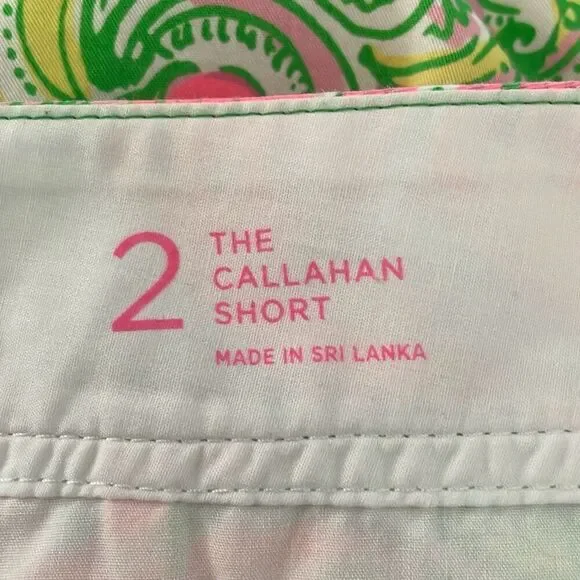 2
THE
CALLAHAN
SHORT
MADE IN SRI LANKA